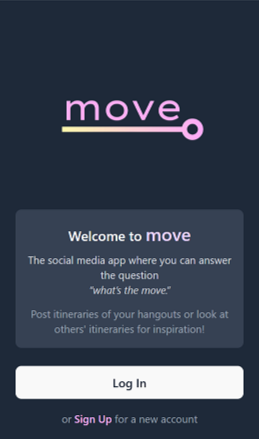 move
Welcome to move
The social media app where you can answer
the question
"what's the move."
Post itineraries of your hangouts or look at
others' itineraries for inspiration!
Log In
or Sign Up for a new account